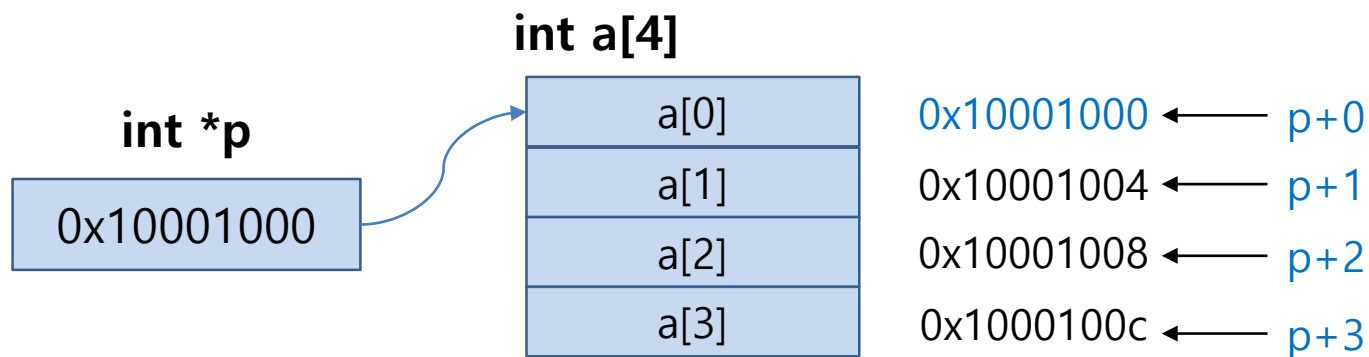 int a[4]
int *p
0x10001000
a[0] 0x10001000 p+0
a[1] 0x10001004 p+1
a[2] 0x10001008 p+2
a[3] 0x1000100c p+3